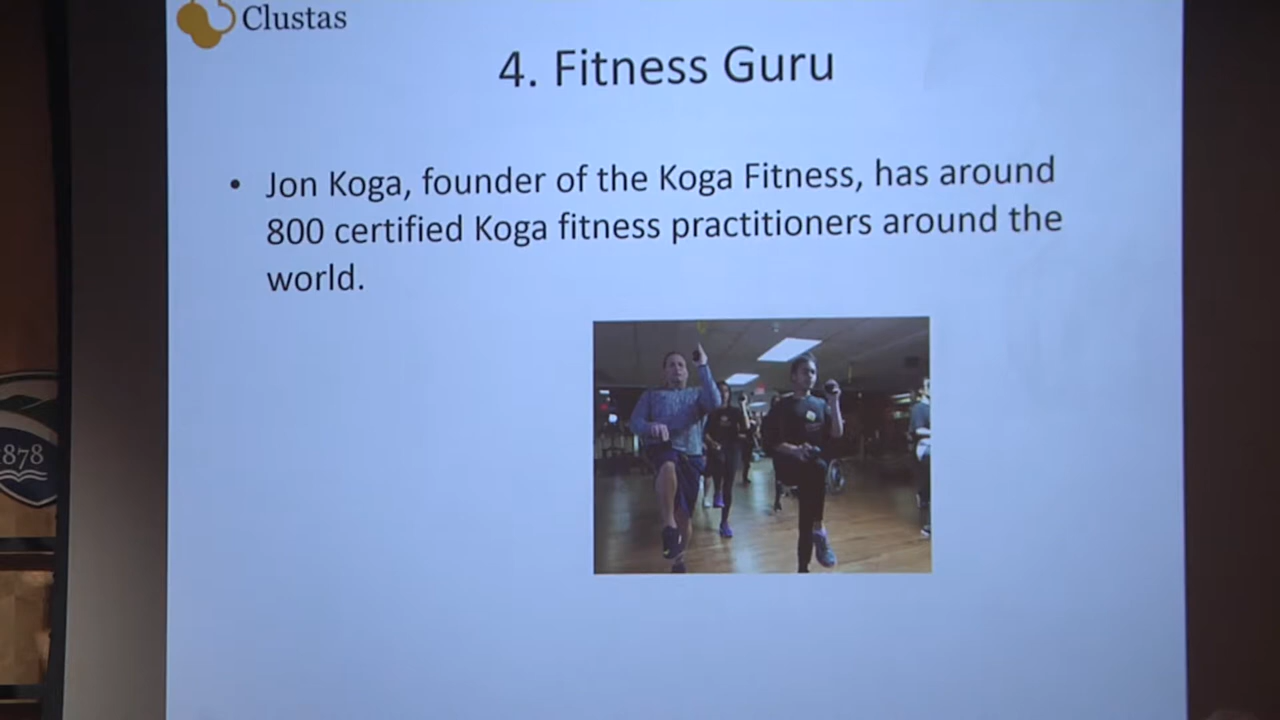 Clustas
4. Fitness Guru
• Jon Koga, founder of the Koga Fitness, has around
800 certified Koga fitness practitioners around the
world.
878